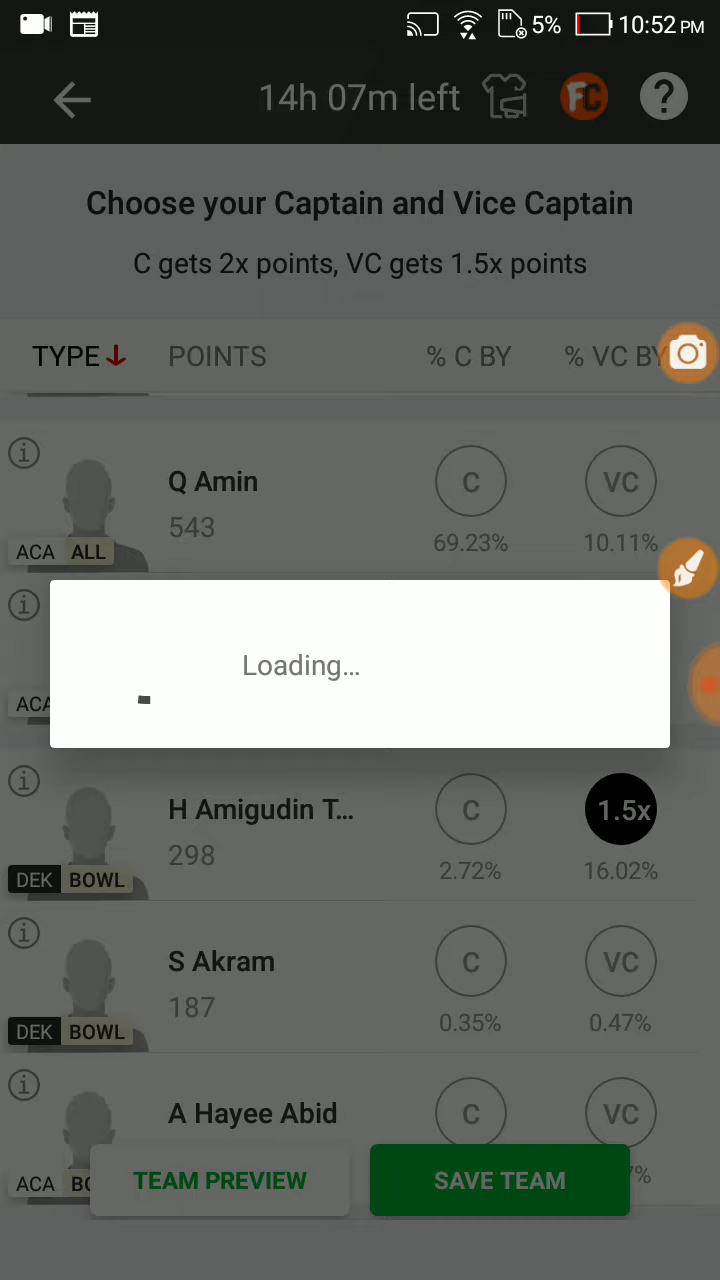 5% 10:52 PM
14h 07m left FC ?
Choose your Captain and Vice Captain
C gets 2x points, VC gets 1.5x points
TYPE POINTS % C BY % VC BY
i
Q Amin C VC
543
69.23% 10.11%
ACA ALL
i
Loading...
ACA
i
H Amigudin T... C 1.5x
298
2.72% 16.02%
DEK BOWL
i
S Akram C VC
187
0.35% 0.47%
DEK BOWL
i
A Hayee Abid C VC
ACA
TEAM PREVIEW SAVE TEAM